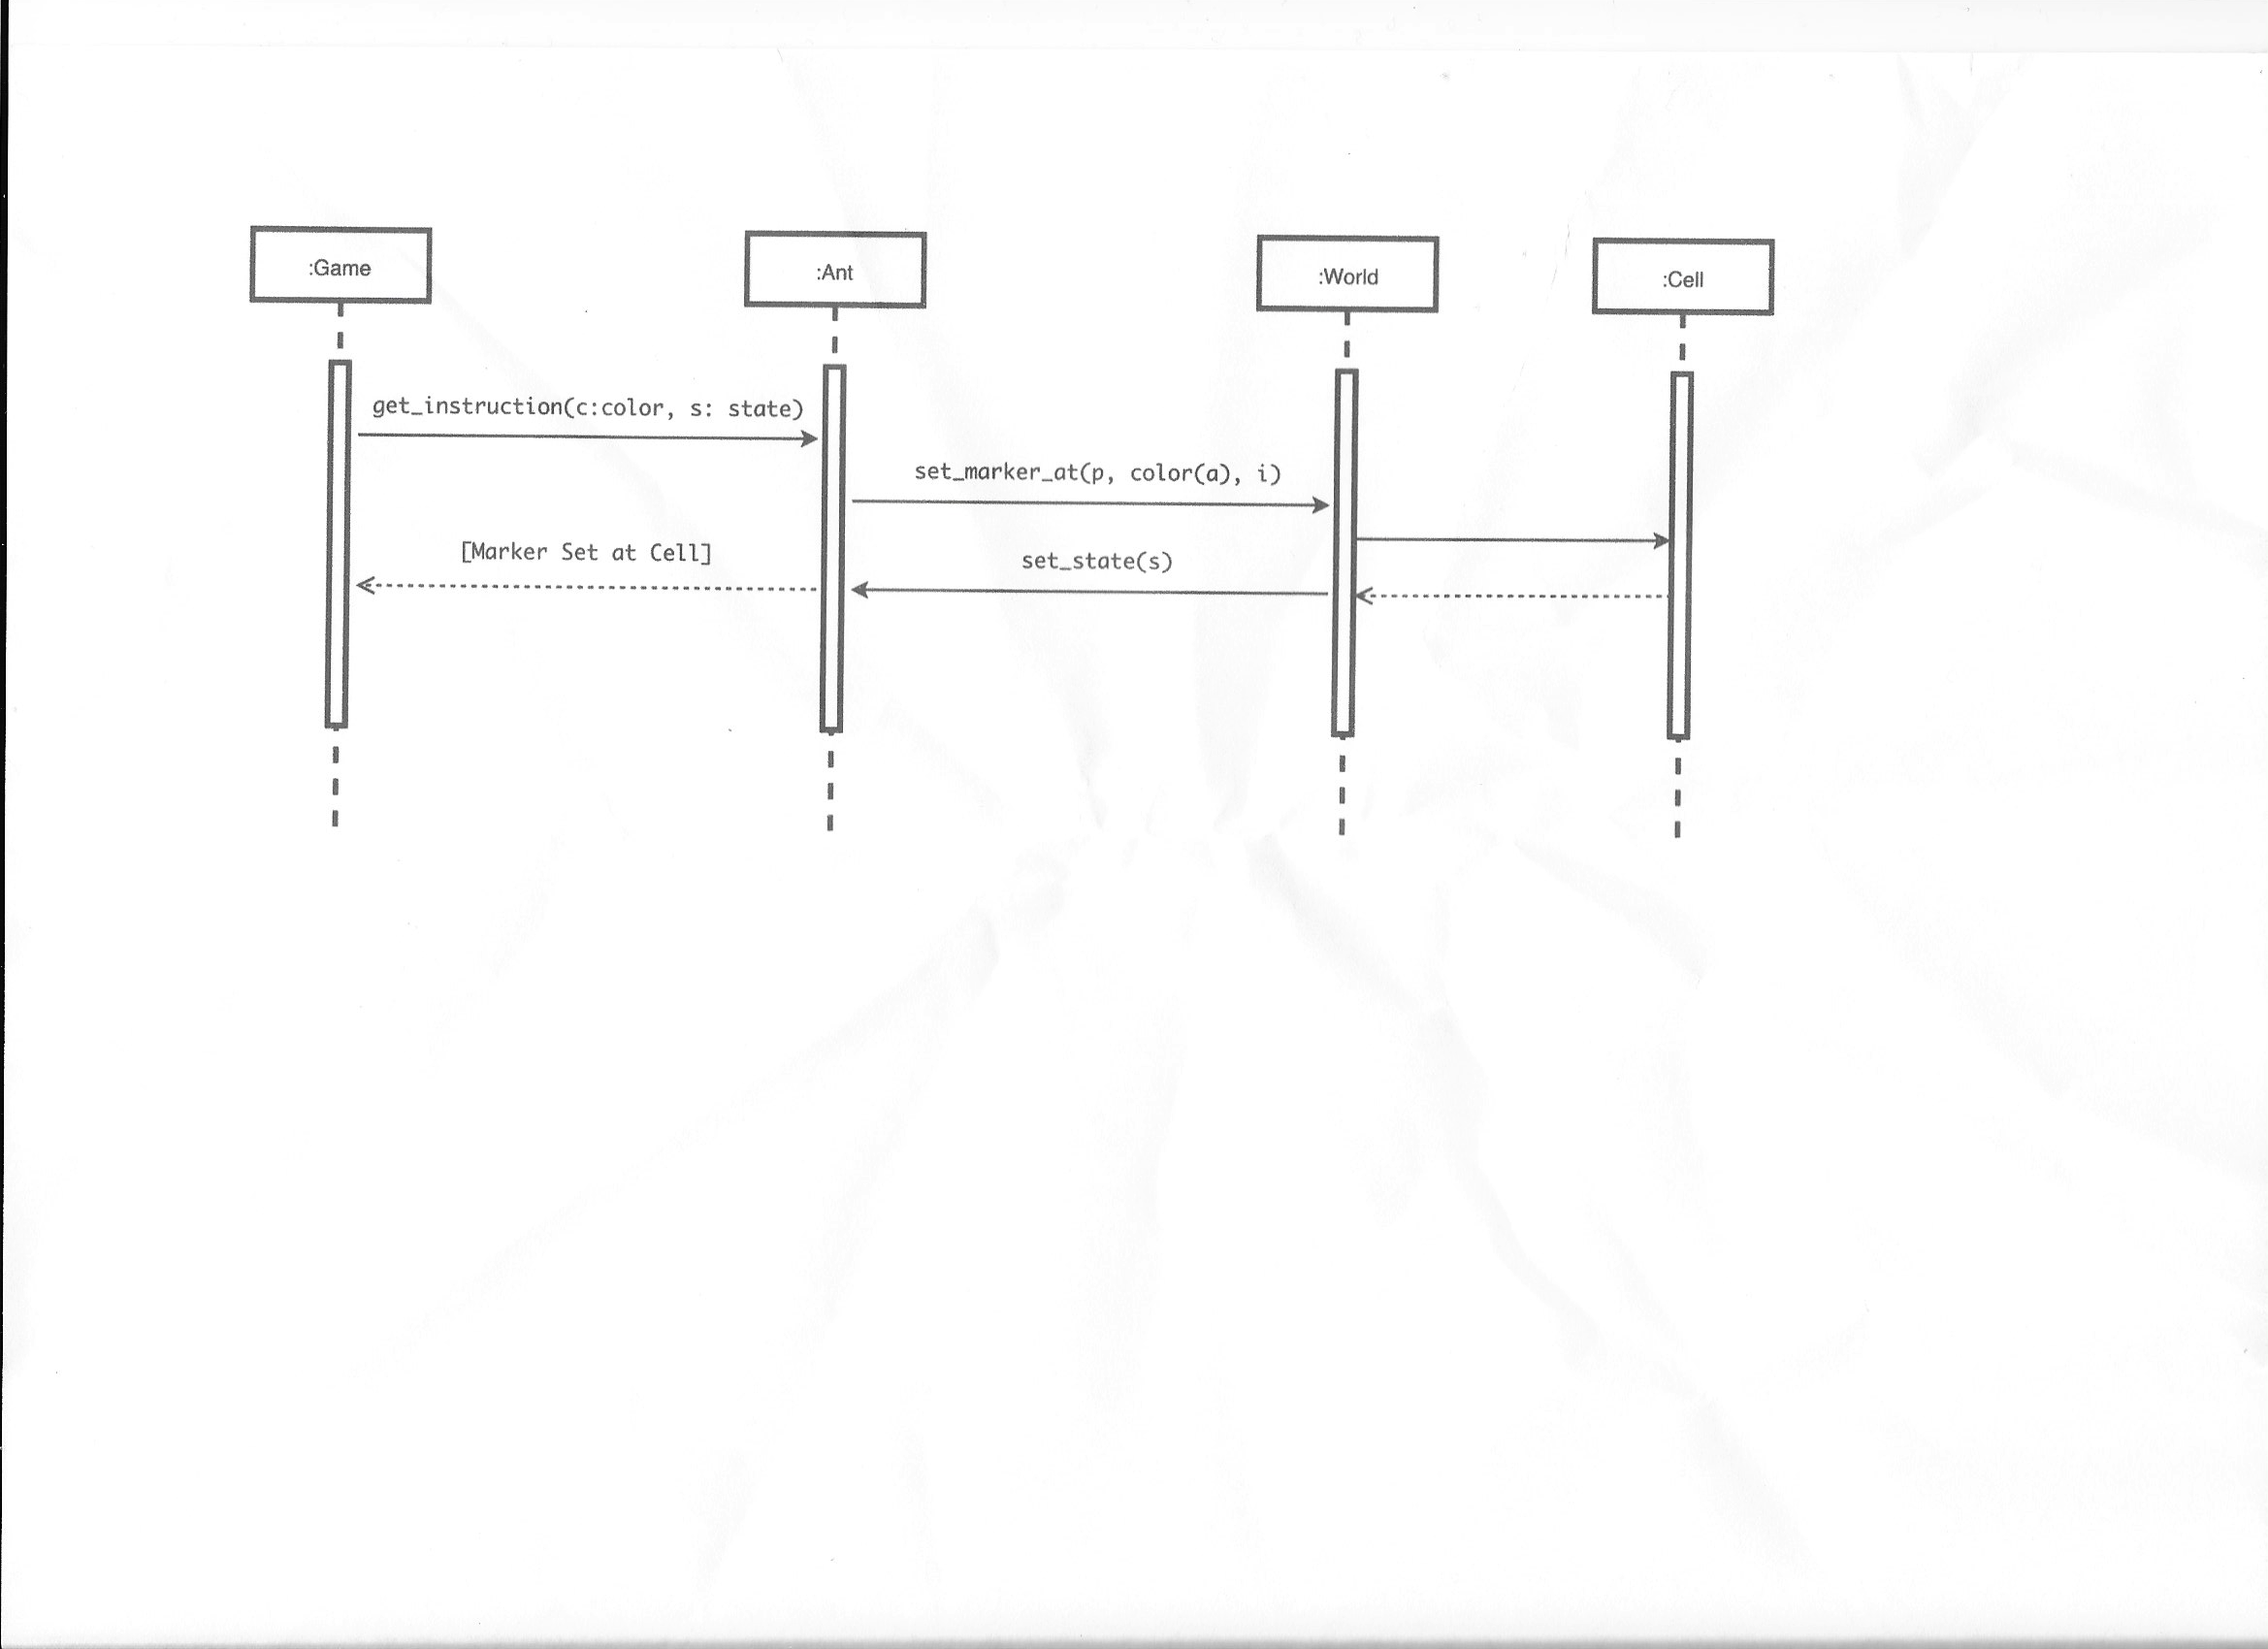 :Game
:Ant
:World
:Cell
get_instruction(c:color, s: state)
set_marker_at(p, color(a), i)
[Marker Set at Cell]
set_state(s)